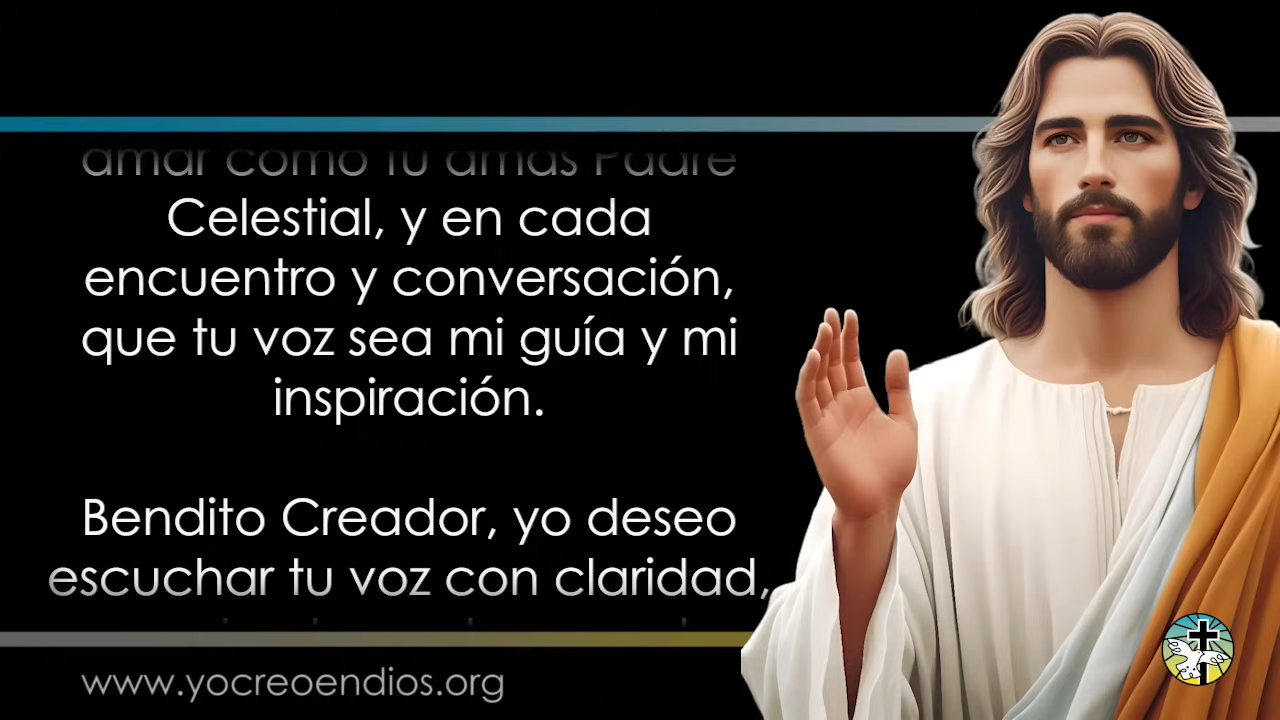 amar como tu amas Padre
Celestial, y en cada
encuentro y conversación,
que tu voz sea mi guía y mi
inspiración.
Bendito Creador, yo deseo
escuchar tu voz con claridad,
www.yocreoendios.org